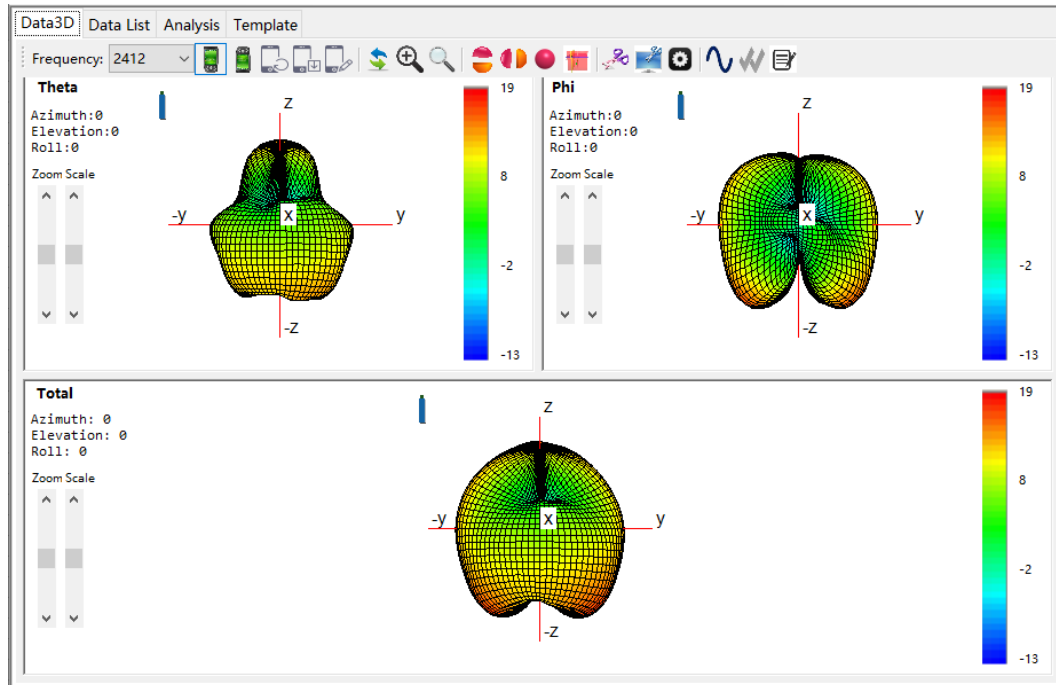 Data3D Data List Analysis Template
Frequency: 2412
Theta
Azimuth:0
Elevation:0
Roll:0
Zoom Scale
z
-y
x
y
-z
19
8
-2
-13
Phi
Azimuth:0
Elevation:0
Roll:0
Zoom Scale
z
-y
x
y
-z
19
8
-2
-13
Total
Azimuth: 0
Elevation: 0
Roll: 0
Zoom Scale
z
-y
x
y
-z
19
8
-2
-13